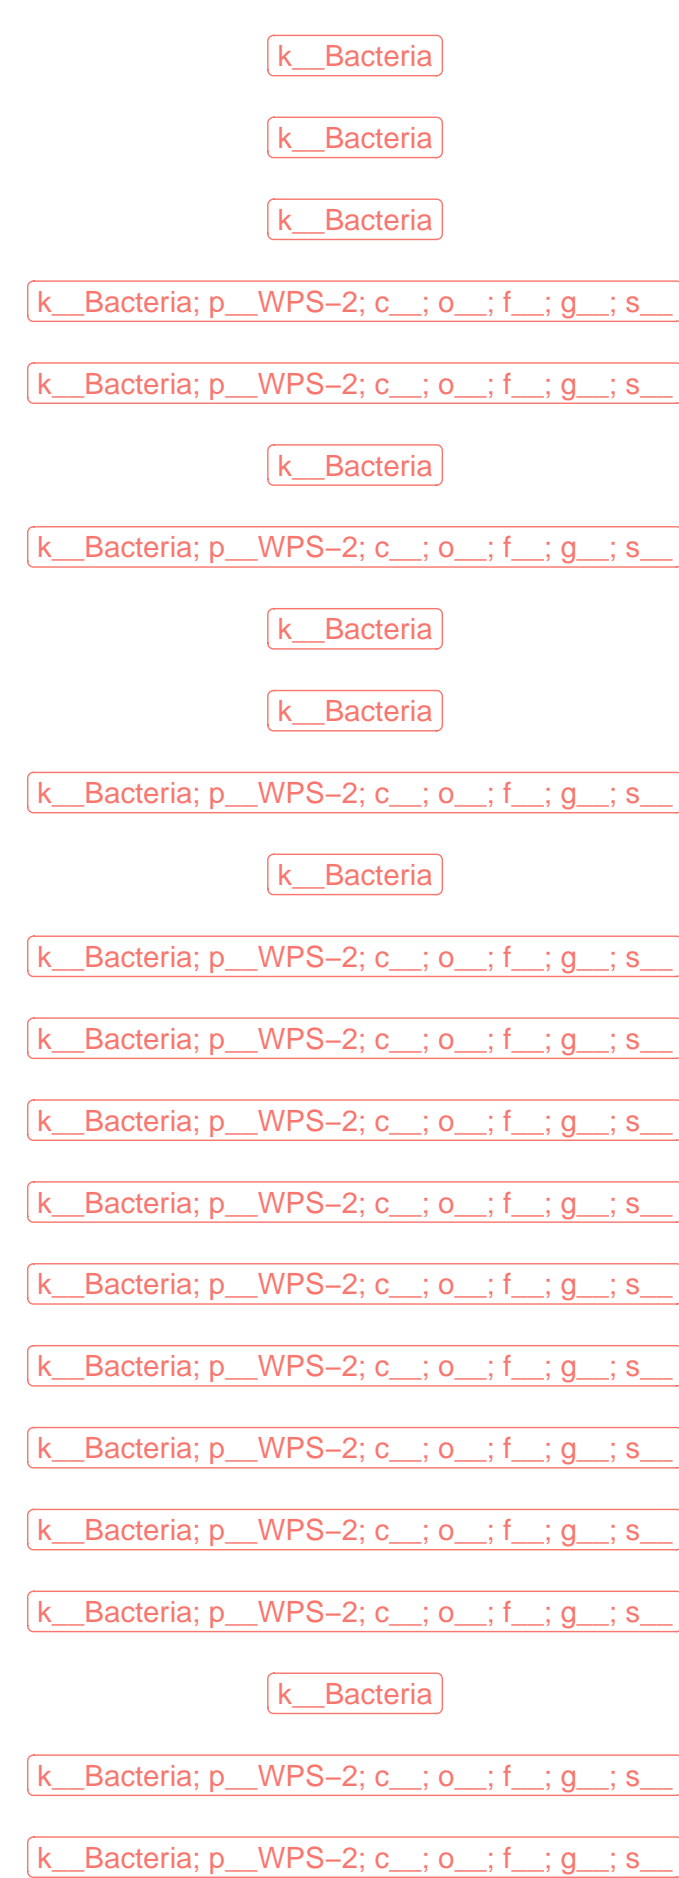 k__Bacteria
k__Bacteria
k__Bacteria
k__Bacteria; p__WPS−2; c__; o__; f__; g__; s__
k__Bacteria; p__WPS−2; c__; o__; f__; g__; s__
k__Bacteria
k__Bacteria; p__WPS−2; c__; o__; f__; g__; s__
k__Bacteria
k__Bacteria
k__Bacteria; p__WPS−2; c__; o__; f__; g__; s__
k__Bacteria
k__Bacteria; p__WPS−2; c__; o__; f__; g__; s__
k__Bacteria; p__WPS−2; c__; o__; f__; g__; s__
k__Bacteria; p__WPS−2; c__; o__; f__; g__; s__
k__Bacteria; p__WPS−2; c__; o__; f__; g__; s__
k__Bacteria; p__WPS−2; c__; o__; f__; g__; s__
k__Bacteria; p__WPS−2; c__; o__; f__; g__; s__
k__Bacteria; p__WPS−2; c__; o__; f__; g__; s__
k__Bacteria; p__WPS−2; c__; o__; f__; g__; s__
k__Bacteria; p__WPS−2; c__; o__; f__; g__; s__
k__Bacteria
k__Bacteria; p__WPS−2; c__; o__; f__; g__; s__
k__Bacteria; p__WPS−2; c__; o__; f__; g__; s__